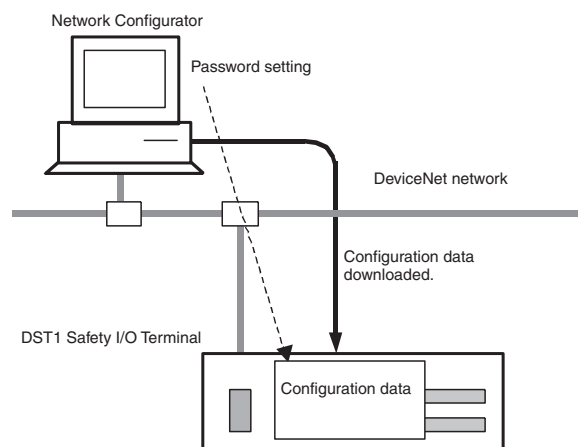 Network Configurator
Password setting
DeviceNet network
Configuration data
downloaded.
DST1 Safety I/O Terminal
Configuration data